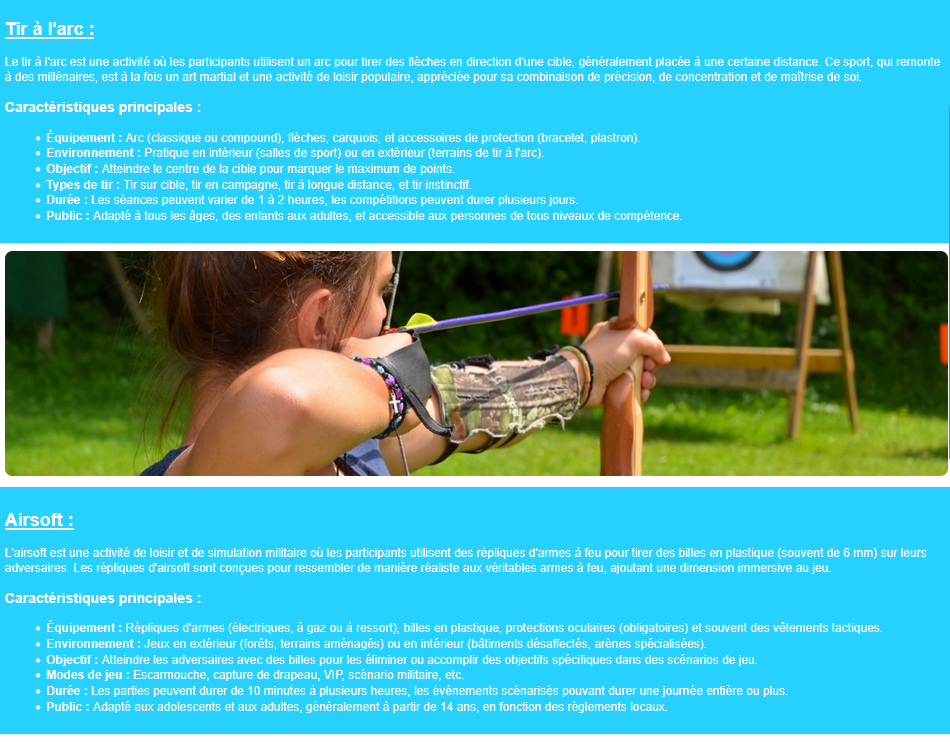 Tir à l'arc :
Le tir à l'arc est une activité où les participants utilisent un arc pour tirer des flèches en direction d'une cible, généralement placée à une certaine distance. Ce sport, qui remonte
à des millénaires, est à la fois un art martial et une activité de loisir populaire, appréciée pour sa combinaison de précision, de concentration et de maîtrise de soi.
Caractéristiques principales :
• Équipement : Arc (classique ou compound), flèches, carquois, et accessoires de protection (bracelet, plastron).
• Environnement : Pratique en intérieur (salles de sport) ou en extérieur (terrains de tir à l'arc).
• Objectif : Atteindre le centre de la cible pour marquer le maximum de points.
• Types de tir : Tir sur cible, tir en campagne, tir à longue distance, et tir instinctif.
• Durée : Les séances peuvent varier de 1 à 2 heures, les compétitions peuvent durer plusieurs jours.
• Public : Adapté à tous les âges, des enfants aux adultes, et accessible aux personnes de tous niveaux de compétence.
Airsoft :
L'airsoft est une activité de loisir et de simulation militaire où les participants utilisent des répliques d'armes à feu pour tirer des billes en plastique (souvent de 6 mm) sur leurs
adversaires. Les répliques d'airsoft sont conçues pour ressembler de manière réaliste aux véritables armes à feu, ajoutant une dimension immersive au jeu.
Caractéristiques principales :
• Équipement : Répliques d'armes (électriques, à gaz ou à ressort), billes en plastique, protections oculaires (obligatoires) et souvent des vêtements tactiques.
• Environnement : Jeux en extérieur (forêts, terrains aménagés) ou en intérieur (bâtiments désaffectés, arènes spécialisées).
• Objectif : Atteindre les adversaires avec des billes pour les éliminer ou accomplir des objectifs spécifiques dans des scénarios de jeu.
• Modes de jeu : Escarmouche, capture de drapeau, VIP, scénario militaire, etc.
• Durée : Les parties peuvent durer de 10 minutes à plusieurs heures, les événements scénarisés pouvant durer une journée entière ou plus.
• Public : Adapté aux adolescents et aux adultes, généralement à partir de 14 ans, en fonction des règlements locaux.